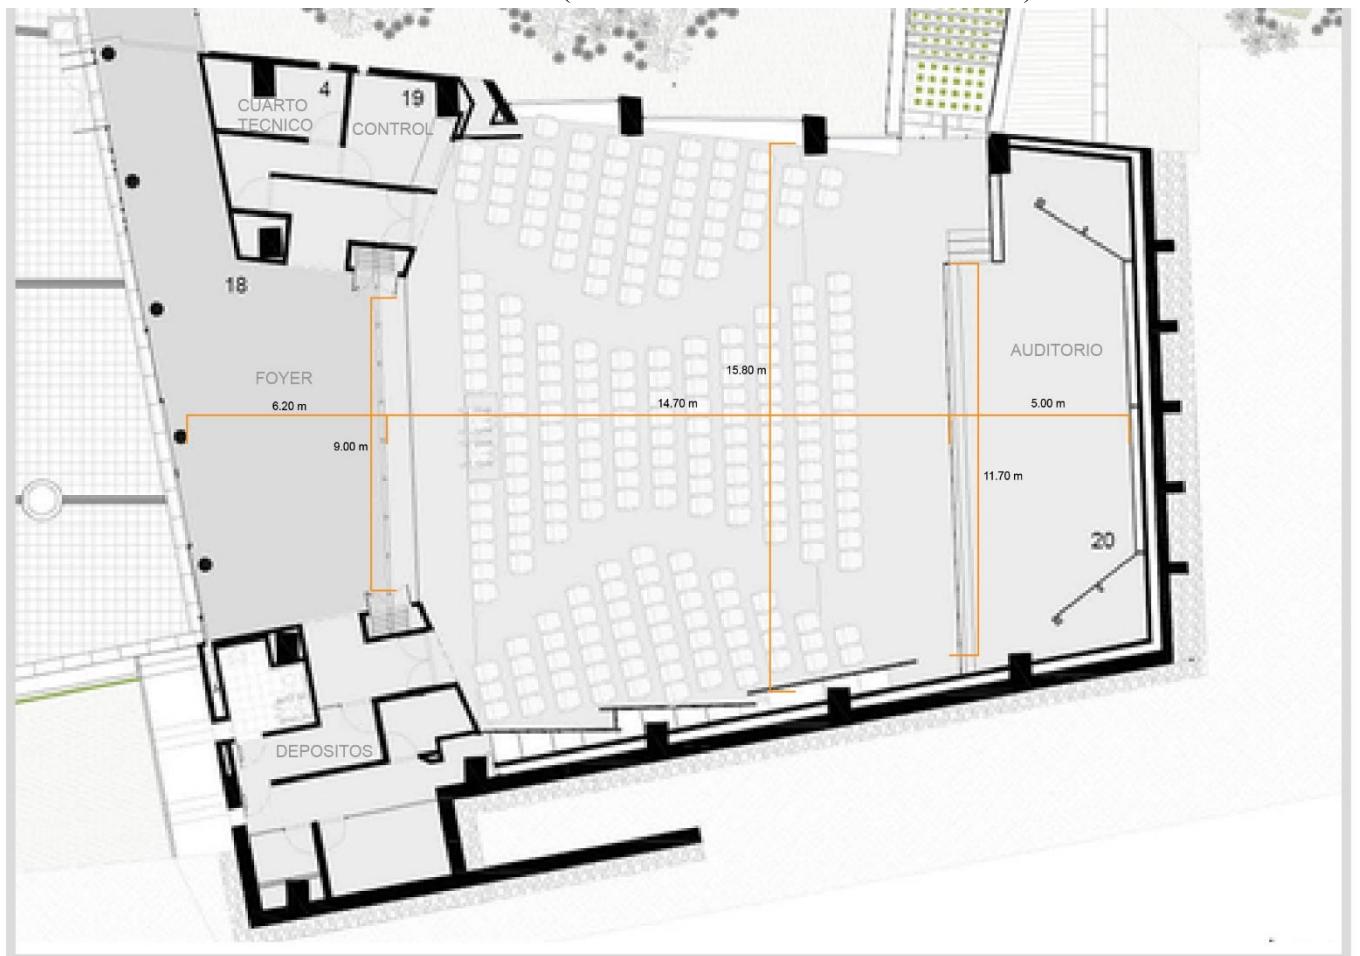 4
19
CUARTO
TECNICO
CONTROL
18
AUDITORIO
15.80 m
FOYER
6.20 m
14.70 m
5.00 m
9.00 m
11.70 m
20
DEPOSITOS